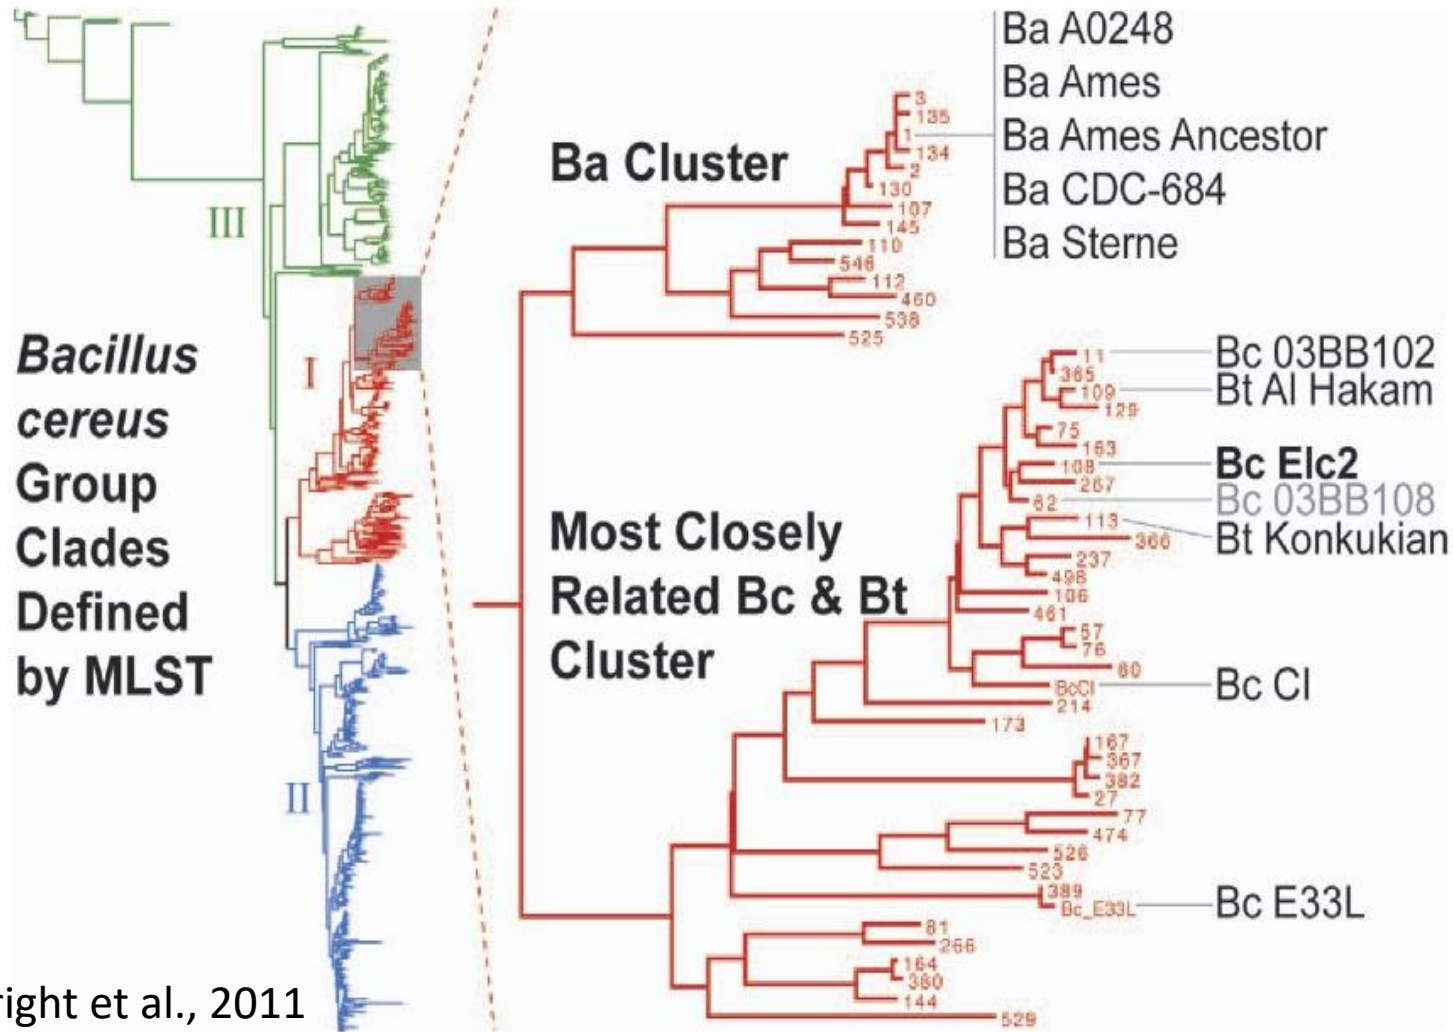 Bacillus
cereus
Group
Clades
Defined
by MLST
III
I
II
Ba Cluster
3
135
1
134
2
130
107
145
110
546
112
460
538
525
Ba A0248
Ba Ames
Ba Ames Ancestor
Ba CDC-684
Ba Sterne
Most Closely
Related Bc & Bt
Cluster
11
365
109
129
75
163
108
267
62
113
366
237
498
106
461
57
76
60
BcCI
214
173
167
367
382
27
77
474
526
523
389
Bc_E33L
81
266
164
380
144
529
Bc 03BB102
Bt Al Hakam
Bc Elc2
Bc 03BB108
Bt Konkukian
Bc CI
Bc E33L
right et al., 2011